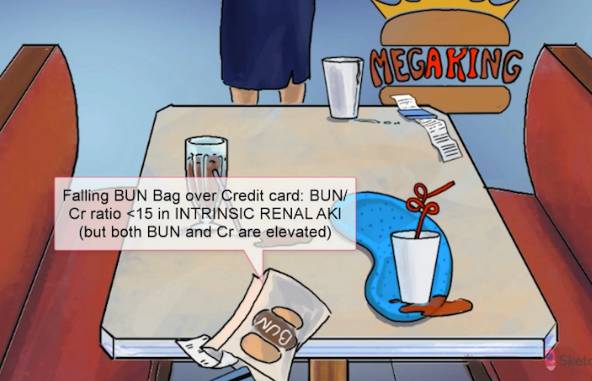 MEGAKING
Falling BUN Bag over Credit card: BUN/
Cr ratio <15 in INTRINSIC RENAL AKI
(but both BUN and Cr are elevated)
BUN
Sketc